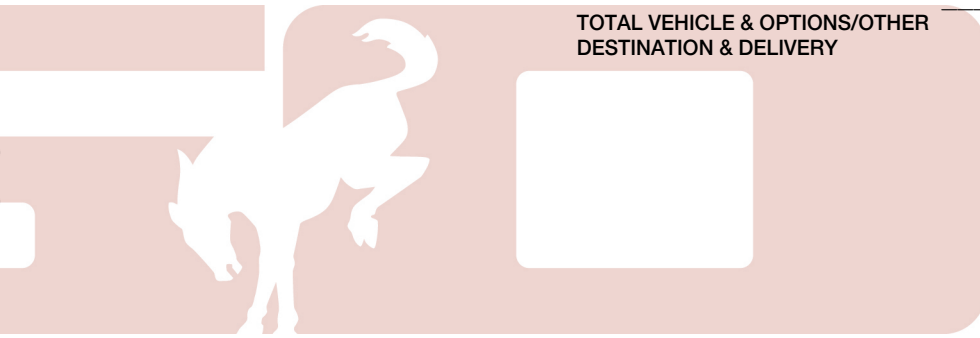 TOTAL VEHICLE & OPTIONS/OTHER
DESTINATION & DELIVERY